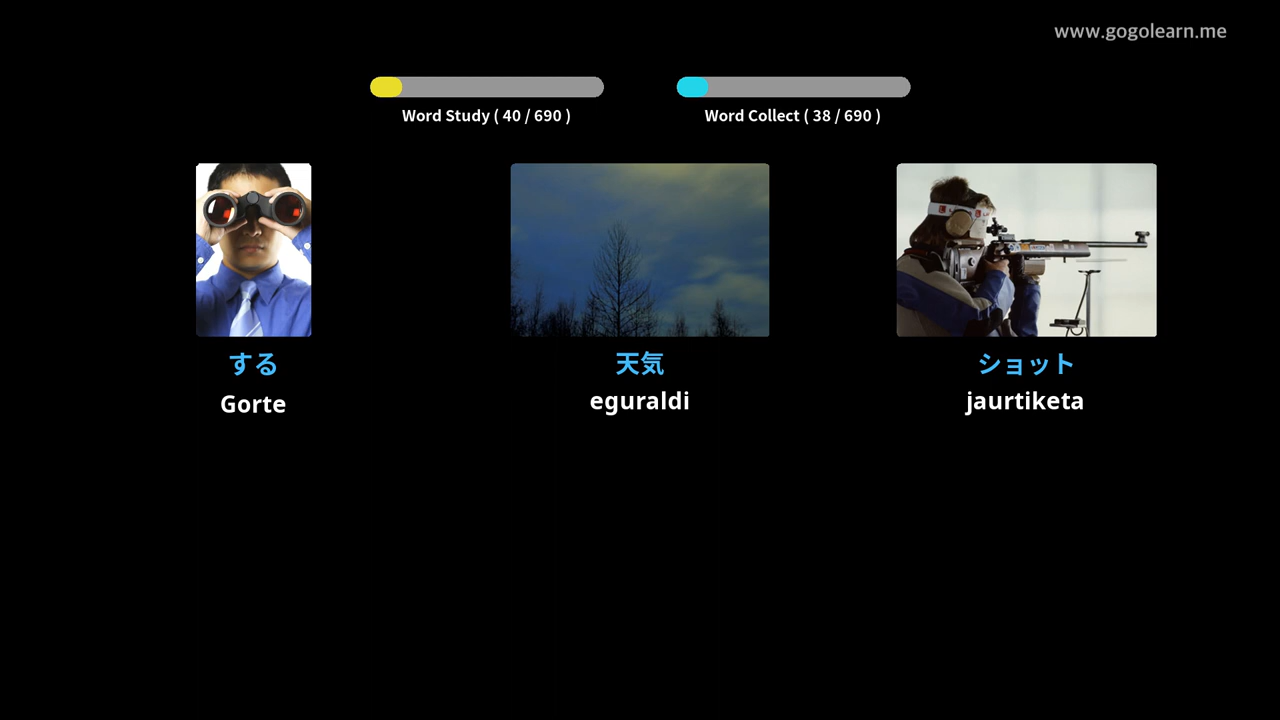 www.gogolearn.me
Word Study ( 40 / 690 )
Word Collect ( 38 / 690 )
する
Gorte
天気
eguraldi
ショット
jaurtiketa